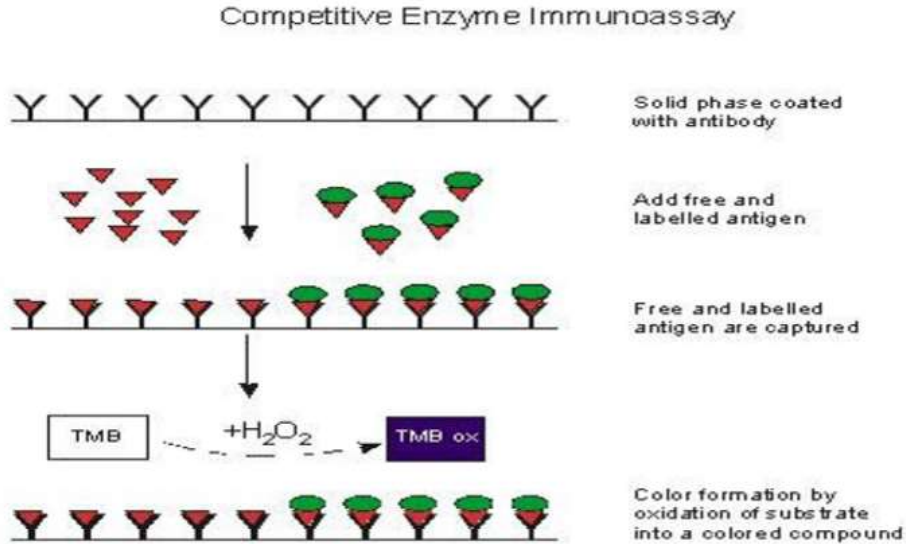 Competitive Enzyme Immunoassay
Solid phase coated
with antibody
Add free and
labelled antigen
Free and labelled
antigen are captured
TMB
+H₂O₂
TMB ox
Color formation by
oxidation of substrate
into a colored compound